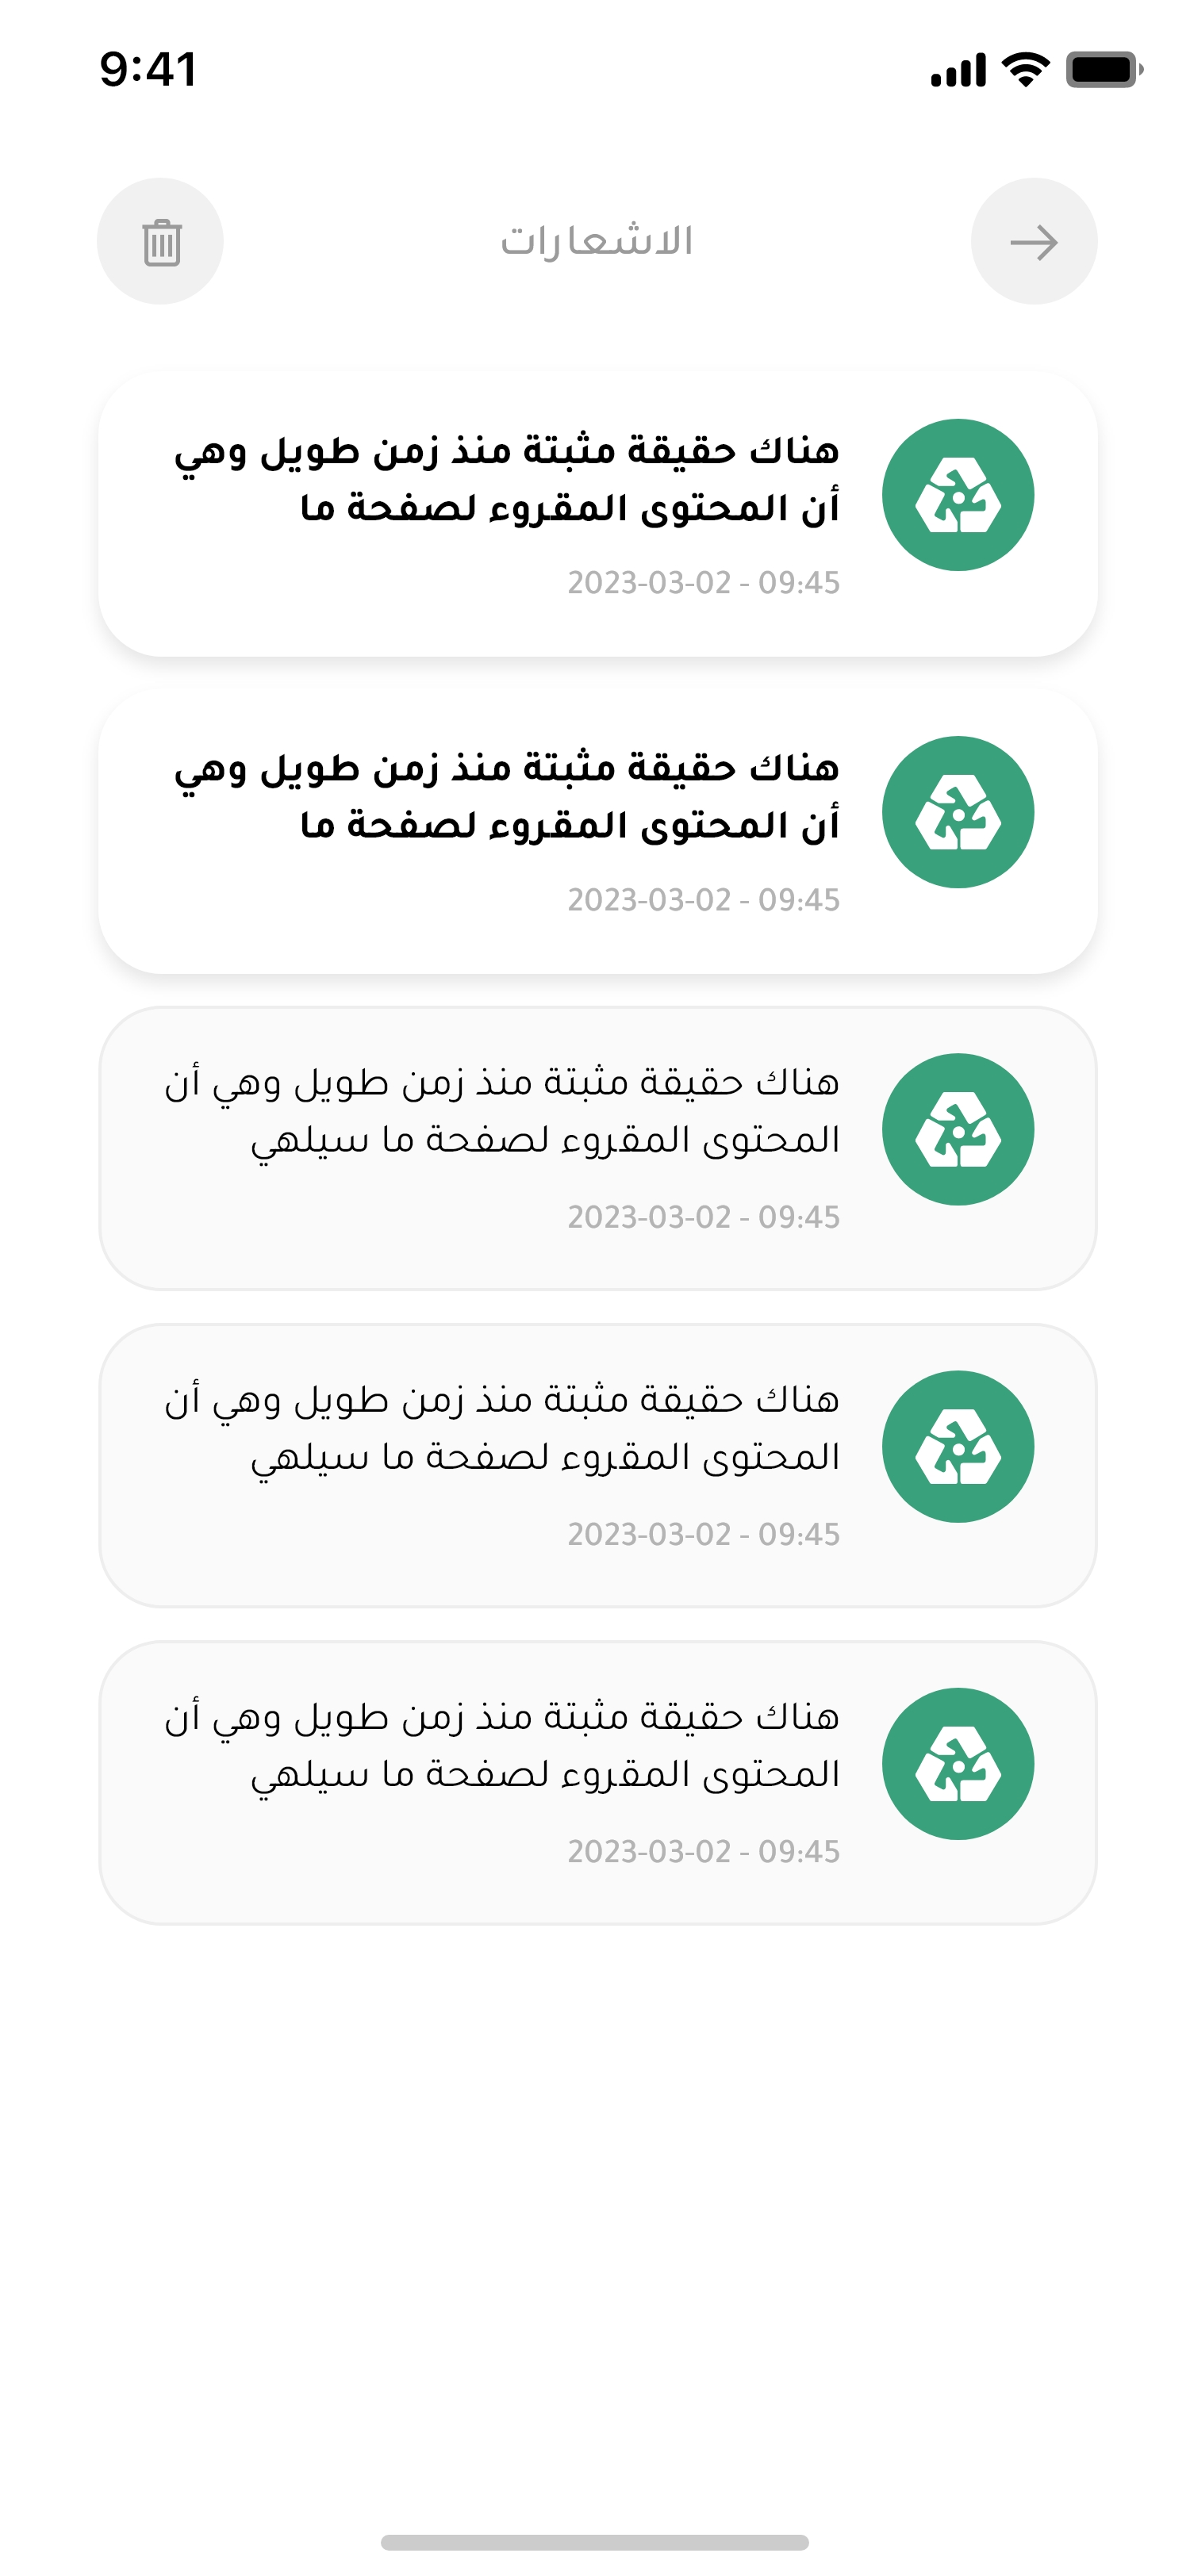 9:41
الاشعارات
هناك حقيقة مثبتة منذ زمن طويل وهي
أن المحتوى المقروء لصفحة ما
2023-03-02 - 09:45
هناك حقيقة مثبتة منذ زمن طويل وهي
أن المحتوى المقروء لصفحة ما
2023-03-02 - 09:45
هناك حقيقة مثبتة منذ زمن طويل وهي أن
المحتوى المقروء لصفحة ما سيلهي
2023-03-02 - 09:45
هناك حقيقة مثبتة منذ زمن طويل وهي أن
المحتوى المقروء لصفحة ما سيلهي
2023-03-02 - 09:45
هناك حقيقة مثبتة منذ زمن طويل وهي أن
المحتوى المقروء لصفحة ما سيلهي
2023-03-02 - 09:45